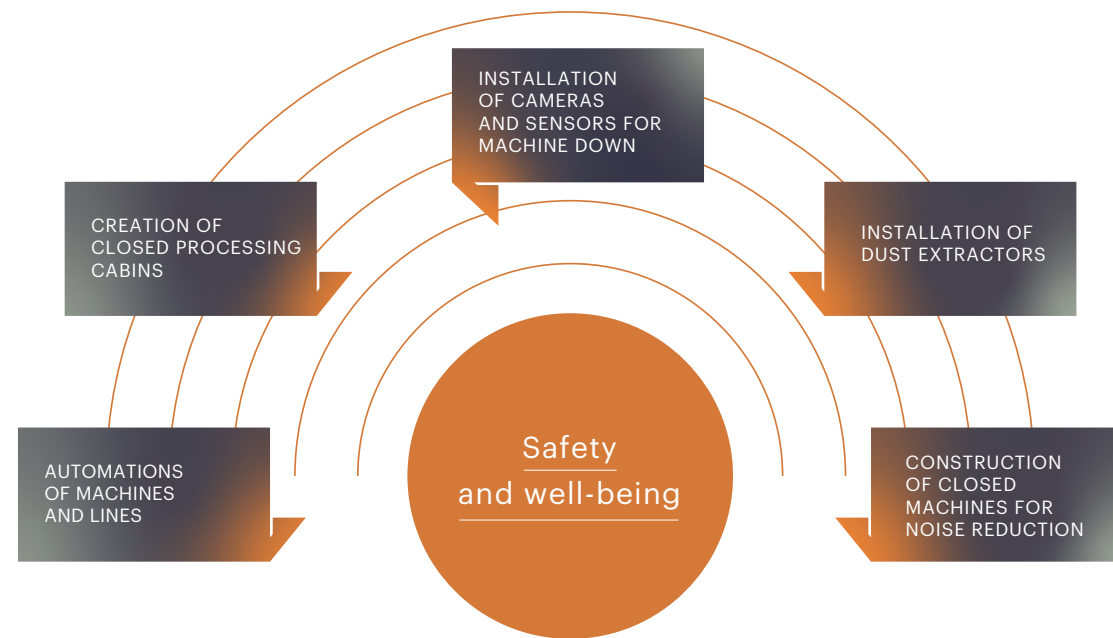 INSTALLATION
OF CAMERAS
AND SENSORS FOR
MACHINE DOWN
CREATION OF
CLOSED PROCESSING
CABINS
INSTALLATION OF
DUST EXTRACTORS
AUTOMATIONS
OF MACHINES
AND LINES
Safety
and well-being
CONSTRUCTION
OF CLOSED
MACHINES FOR
NOISE REDUCTION